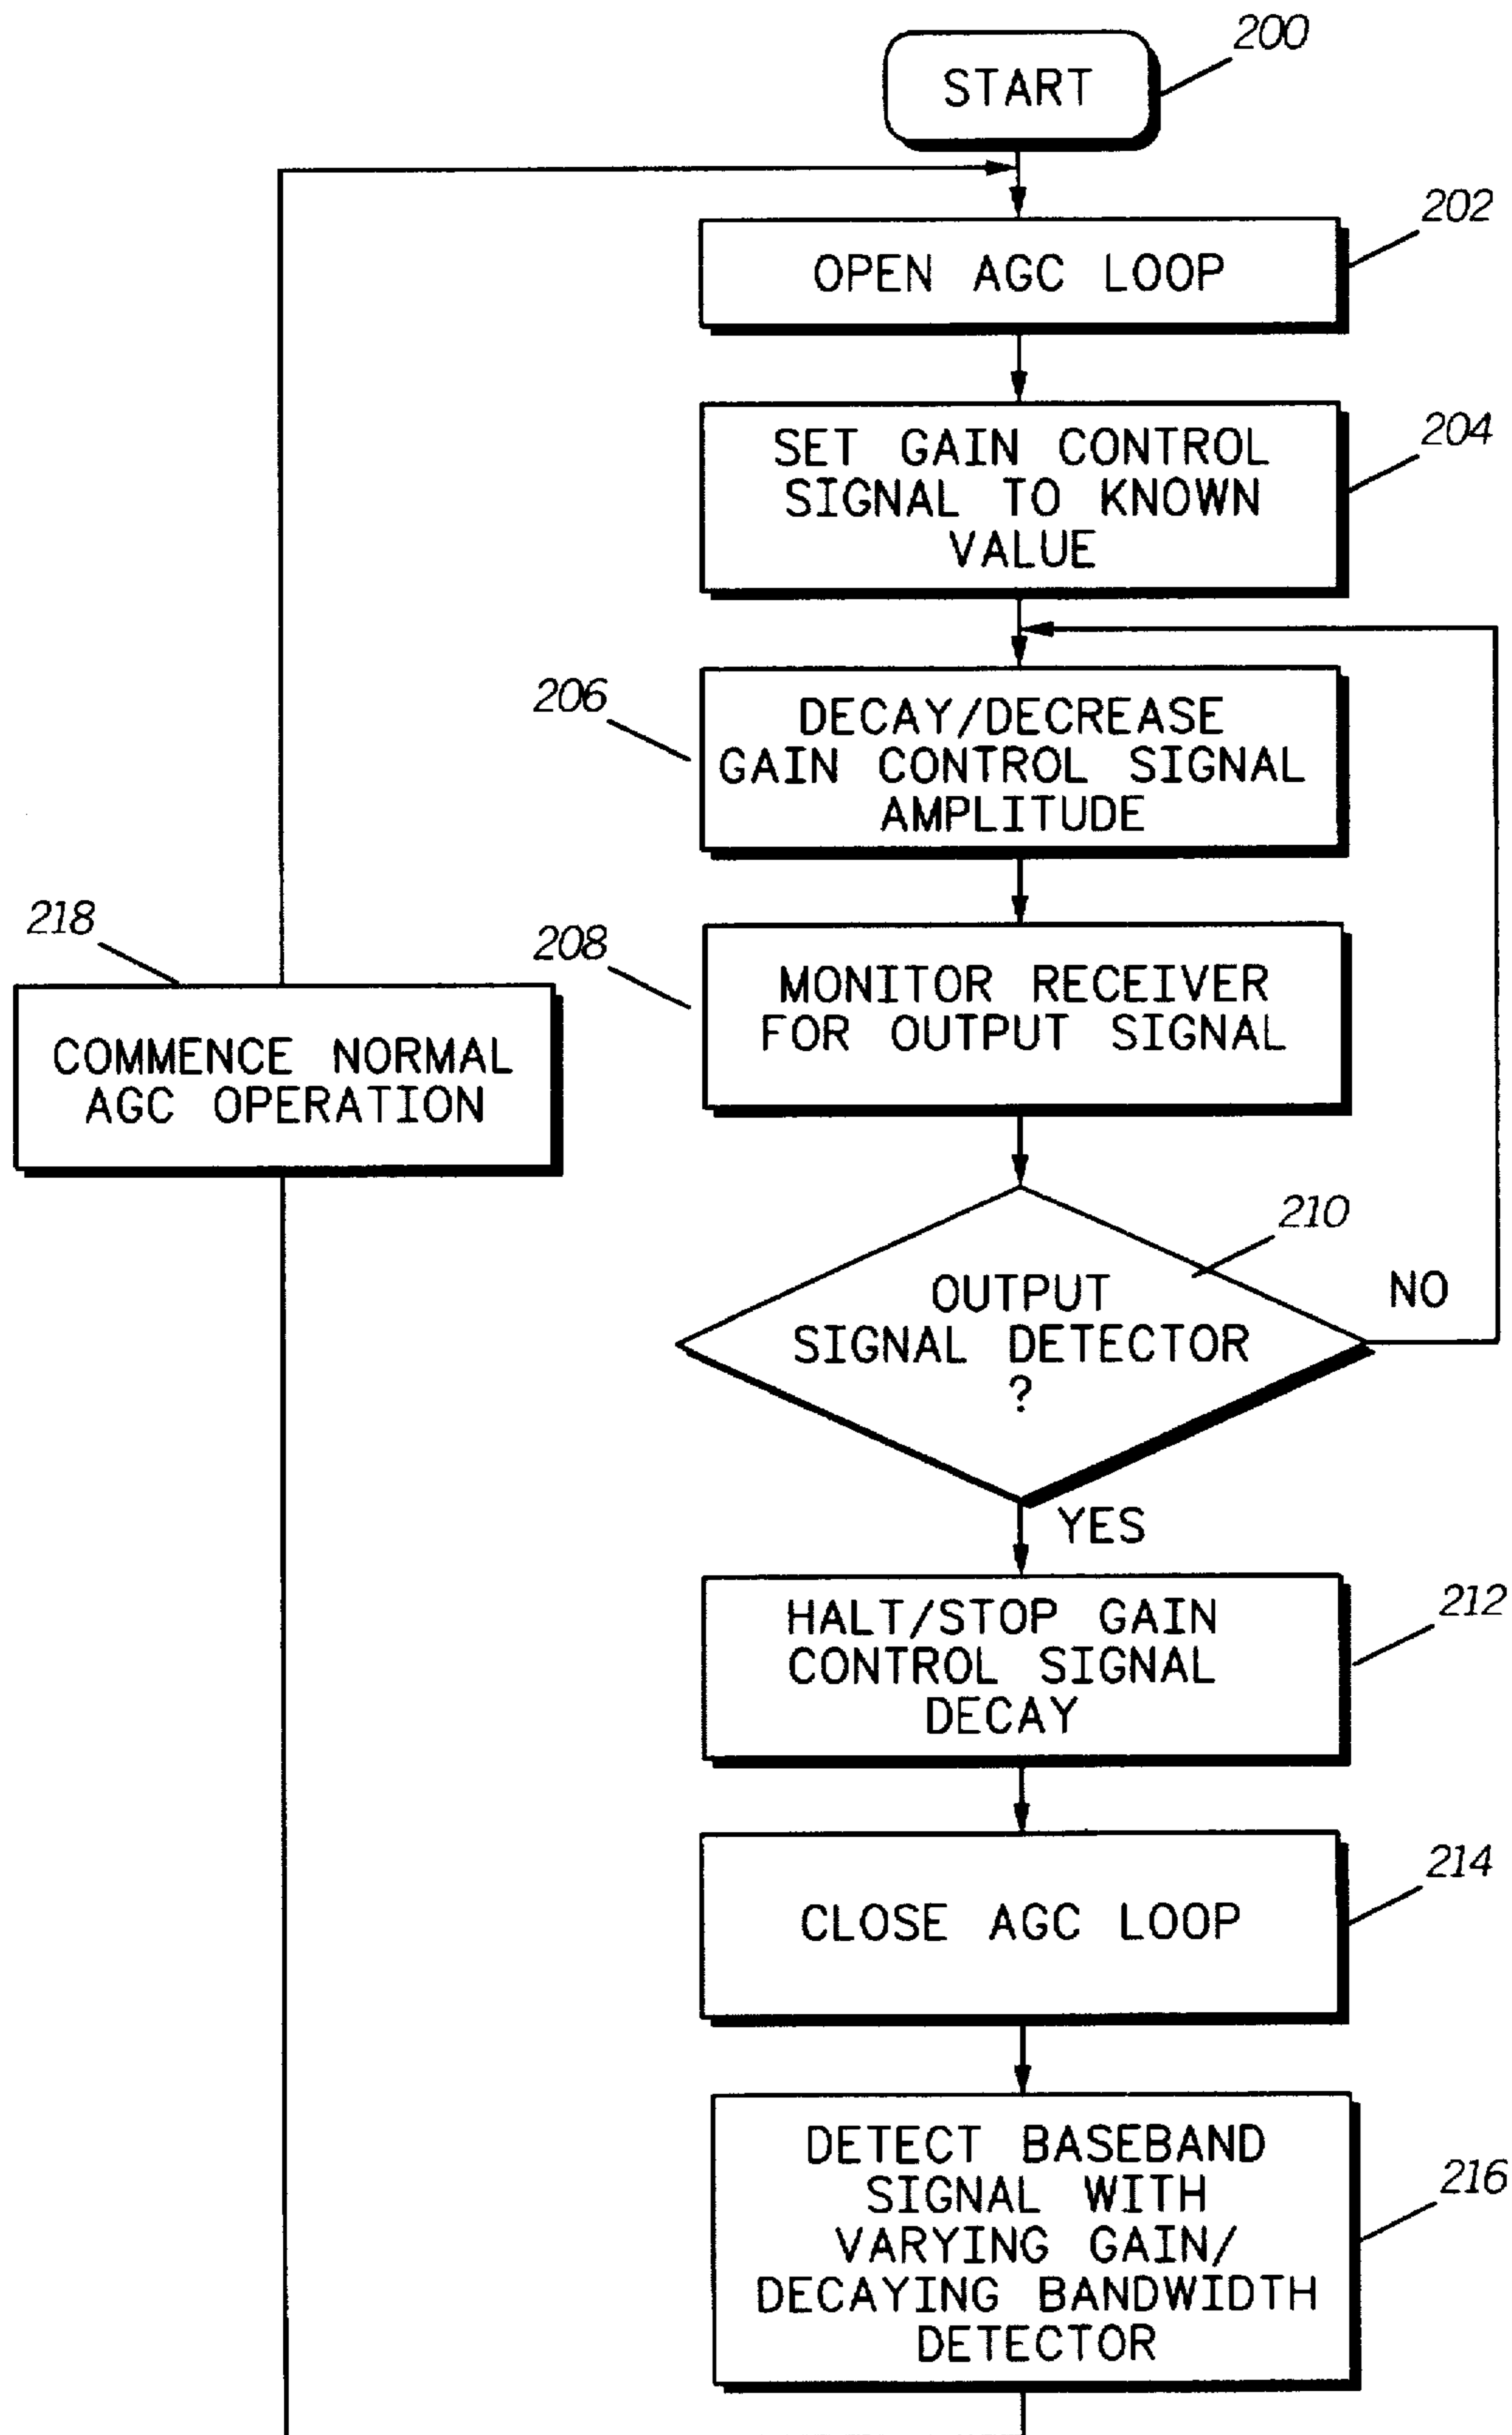 200
START
202
OPEN AGC LOOP
204
SET GAIN CONTROL
SIGNAL TO KNOWN
VALUE
206
DECAY/DECREASE
GAIN CONTROL SIGNAL
AMPLITUDE
218
COMMENCE NORMAL
AGC OPERATION
208
MONITOR RECEIVER
FOR OUTPUT SIGNAL
210
OUTPUT
SIGNAL DETECTOR
?
NO
YES
212
HALT/STOP GAIN
CONTROL SIGNAL
DECAY
214
CLOSE AGC LOOP
216
DETECT BASEBAND
SIGNAL WITH
VARYING GAIN/
DECAYING BANDWIDTH
DETECTOR